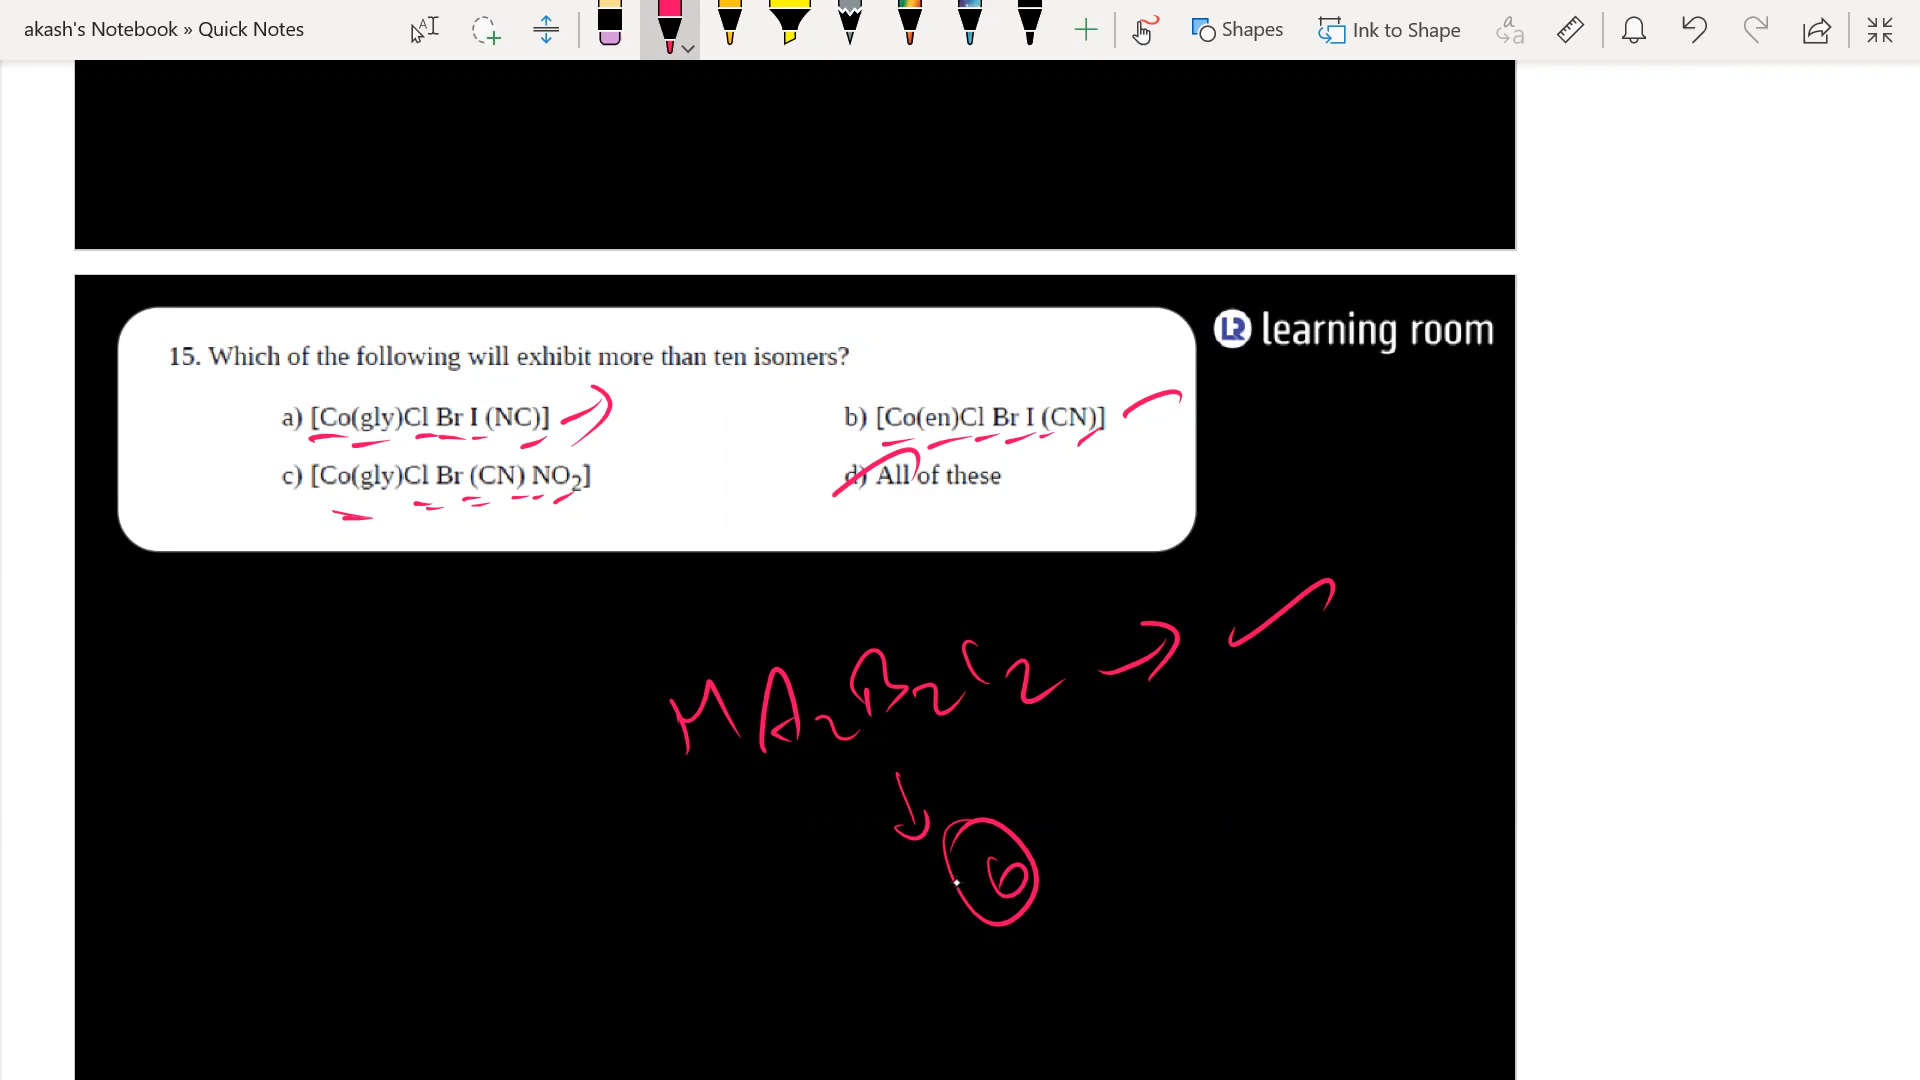 akash's Notebook » Quick Notes
Shapes
Ink to Shape
learning room
15. Which of the following will exhibit more than ten isomers?
a) [Co(gly)Cl Br I (NC)]
b) [Co(en)Cl Br I (CN)]
c) [Co(gly)Cl Br (CN) NO2]
d) All of these
MA2B2C2
6